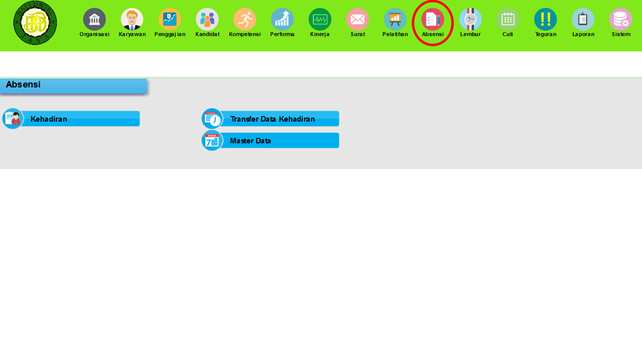 Organisasi Karyawan Penggajian Kandidat Kompetensi Performa Kinerja Surat Pelatihan Absensi Lembur Cuti Teguran Laporan Sistem
Absensi
Kehadiran Transfer Data Kehadiran
Master Data